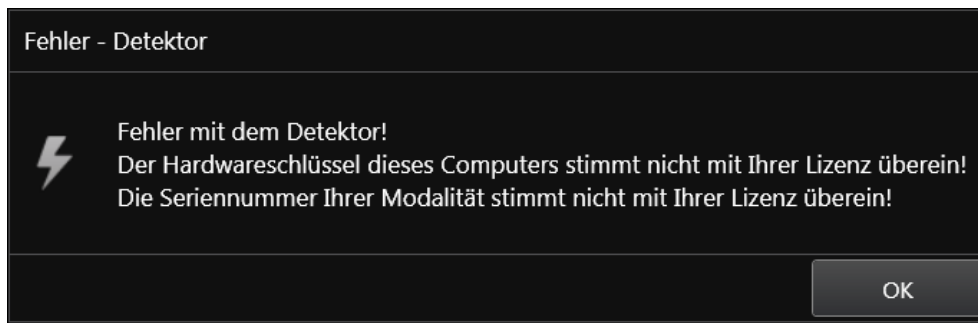 Fehler - Detektor
Fehler mit dem Detektor!
Der Hardwareschlüssel dieses Computers stimmt nicht mit Ihrer Lizenz überein!
Die Seriennummer Ihrer Modalität stimmt nicht mit Ihrer Lizenz überein!
OK